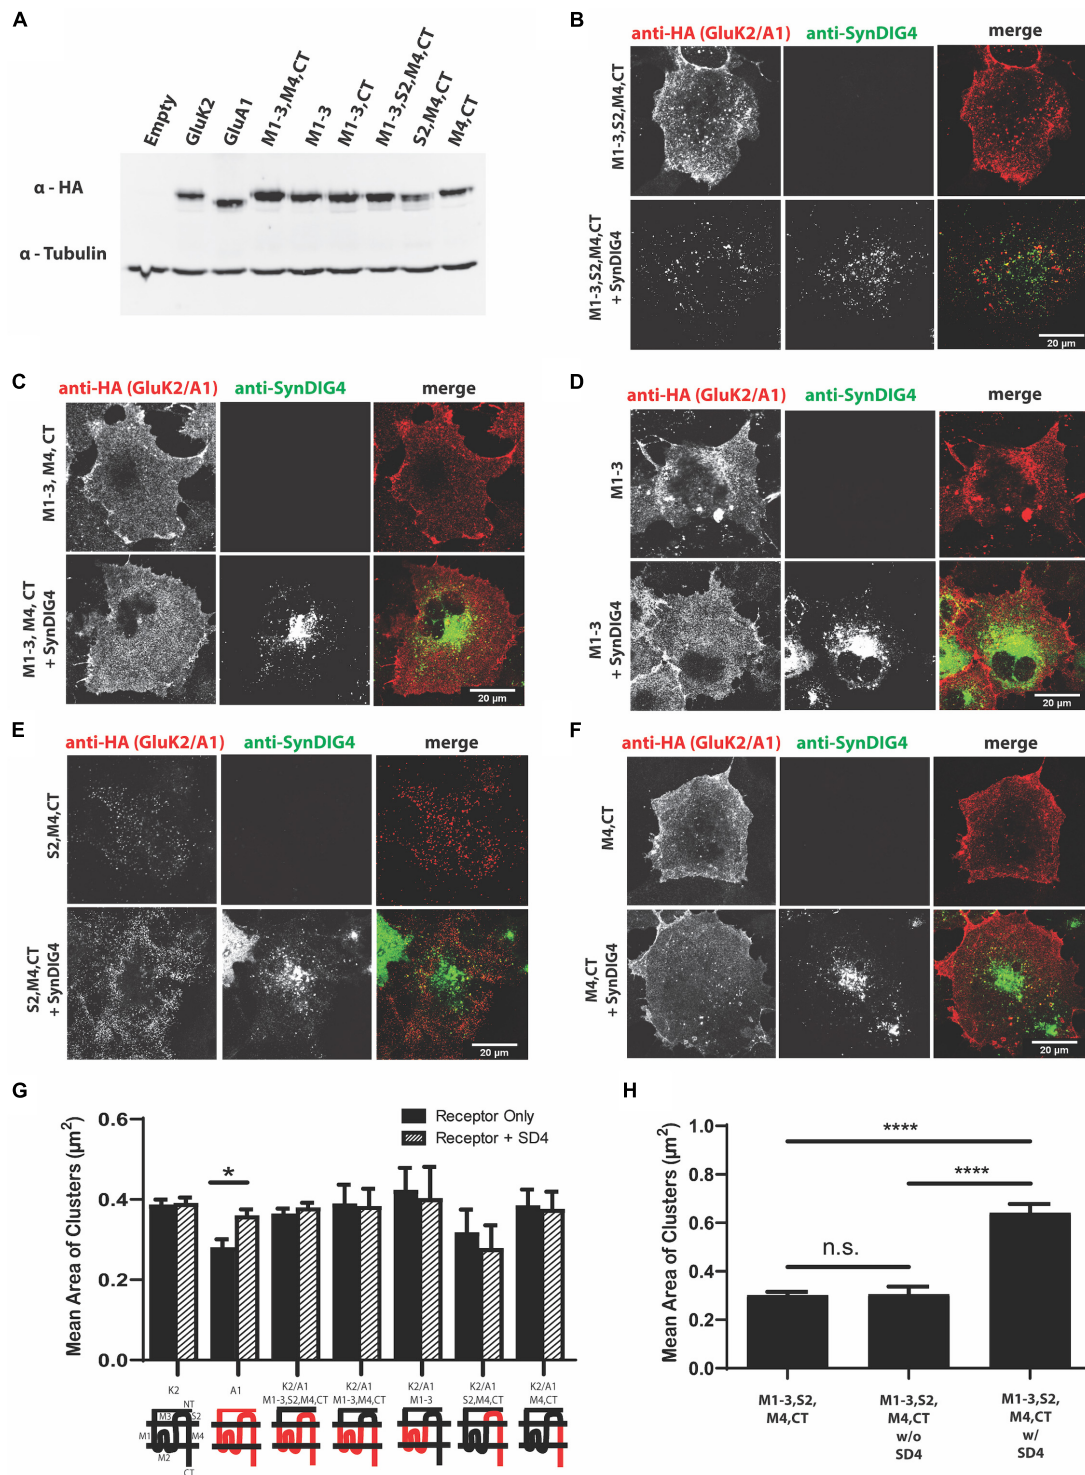 A
Empty
GluK2
GluA1
M1-3,M4,CT
M1-3
M1-3,CT
M1-3,S2,M4,CT
S2,M4,CT
M4,CT
α - HA
α - Tubulin
B
anti-HA (GluK2/A1)
anti-SynDIG4
merge
M1-3,S2,M4,CT
M1-3,S2,M4,CT
+ SynDIG4
20 µm
C
anti-HA (GluK2/A1)
anti-SynDIG4
merge
M1-3, M4, CT
M1-3, M4, CT
+ SynDIG4
20 µm
D
anti-HA (GluK2/A1)
anti-SynDIG4
merge
M1-3
M1-3
+ SynDIG4
20 µm
E
anti-HA (GluK2/A1)
anti-SynDIG4
merge
S2,M4,CT
S2,M4,CT
+ SynDIG4
20 µm
F
anti-HA (GluK2/A1)
anti-SynDIG4
merge
M4,CT
M4,CT
+ SynDIG4
20 µm
G
Mean Area of Clusters (µm²)
0.6
0.4
0.2
0.0
Receptor Only
Receptor + SD4
*
K2
A1
K2/A1
M1-3,S2,M4,CT
K2/A1
M1-3,M4,CT
K2/A1
M1-3
K2/A1
S2,M4,CT
K2/A1
M4,CT
NT
M3
S2
M1
M4
M2
CT
H
Mean Area of Clusters (µm²)
1.0
0.8
0.6
0.4
0.2
0.0
****
****
n.s.
M1-3,S2,
M4,CT
M1-3,S2,
M4,CT
w/o
SD4
M1-3,S2,
M4,CT
w/
SD4